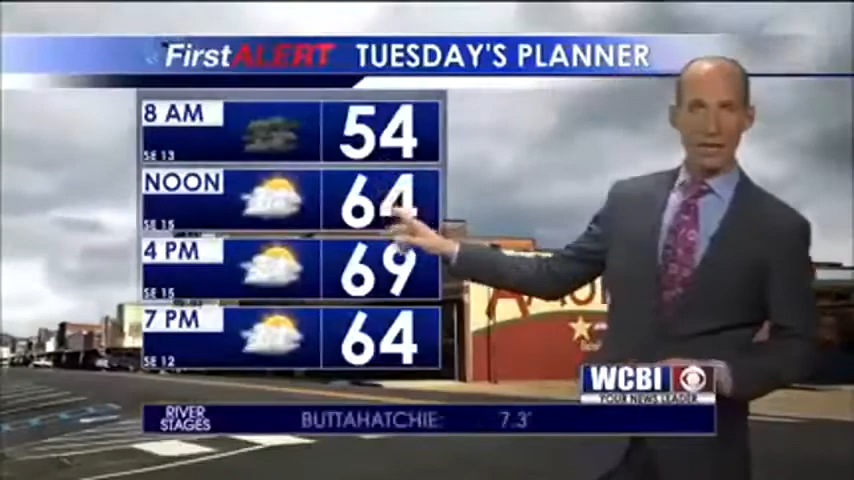 « FirstALERT TUESDAY'S PLANNER
8 AM
54
SE 13
NOON
64
SE 15
4 PM
69
SE 15
7 PM
64
SE 12
WCBI
YOUR NEWS LEADER
RIVER STAGES
BUTTAHATCHIE: 7.3'